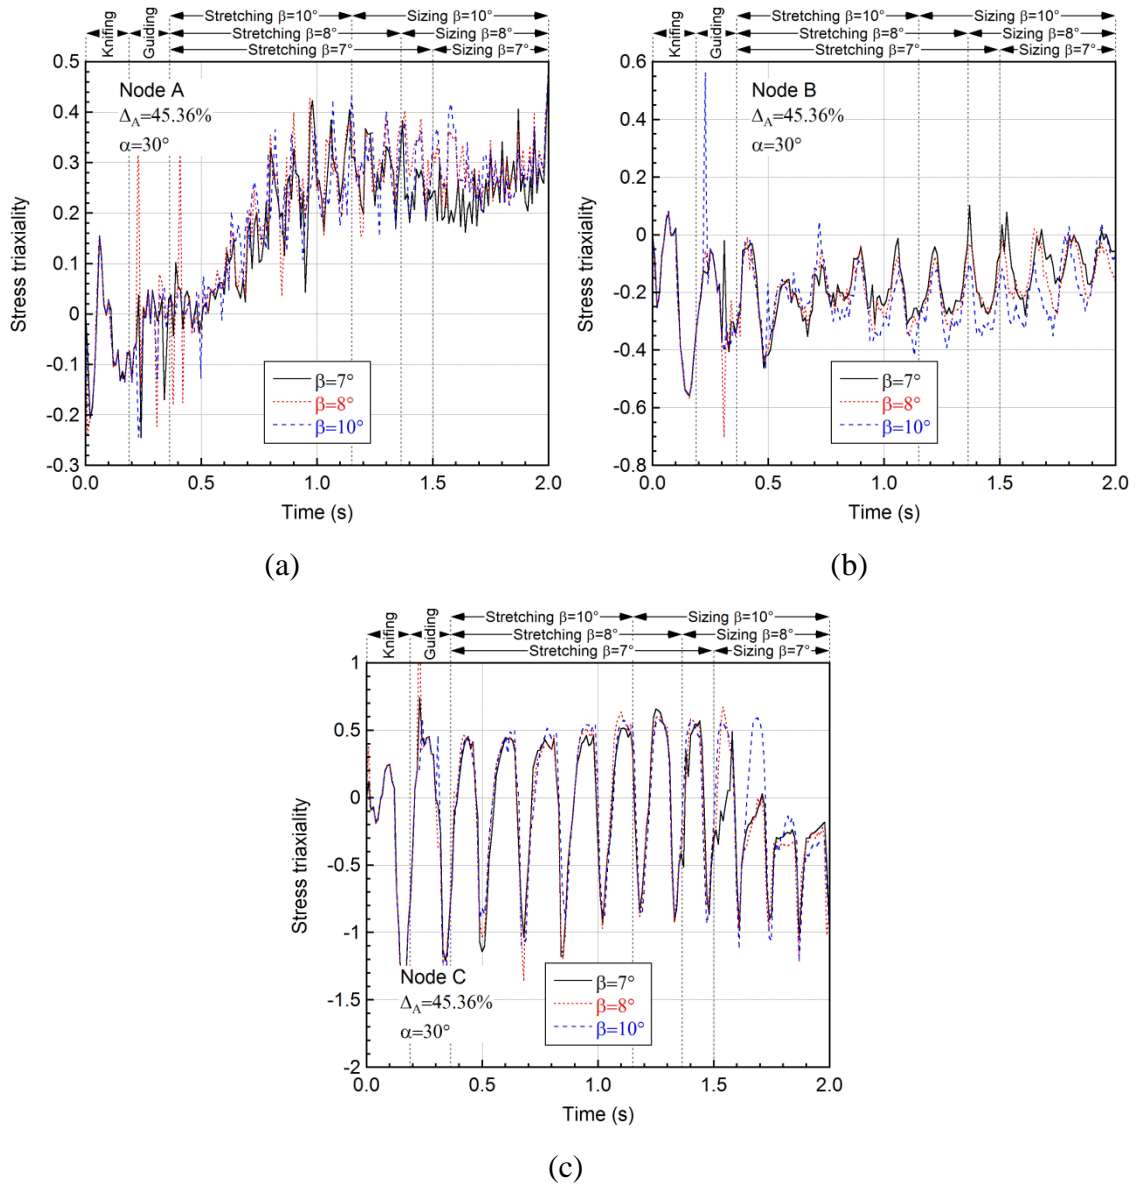 Knifing
Guiding
Stretching β=10°
Sizing β=10°
Stretching β=8°
Sizing β=8°
Stretching β=7°
Sizing β=7°
0.5
0.4
0.3
0.2
0.1
0
-0.1
-0.2
-0.3
Stress triaxiality
Node A
Δ_A=45.36%
α=30°
β=7°
β=8°
β=10°
0.0 0.5 1.0 1.5 2.0
Time (s)
(a)
Knifing
Guiding
Stretching β=10°
Sizing β=10°
Stretching β=8°
Sizing β=8°
Stretching β=7°
Sizing β=7°
0.6
0.4
0.2
0
-0.2
-0.4
-0.6
-0.8
Stress triaxiality
Node B
Δ_A=45.36%
α=30°
β=7°
β=8°
β=10°
0.0 0.5 1.0 1.5 2.0
Time (s)
(b)
Knifing
Guiding
Stretching β=10°
Sizing β=10°
Stretching β=8°
Sizing β=8°
Stretching β=7°
Sizing β=7°
1
0.5
0
-0.5
-1
-1.5
-2
Stress triaxiality
Node C
Δ_A=45.36%
α=30°
β=7°
β=8°
β=10°
0.0 0.5 1.0 1.5 2.0
Time (s)
(c)